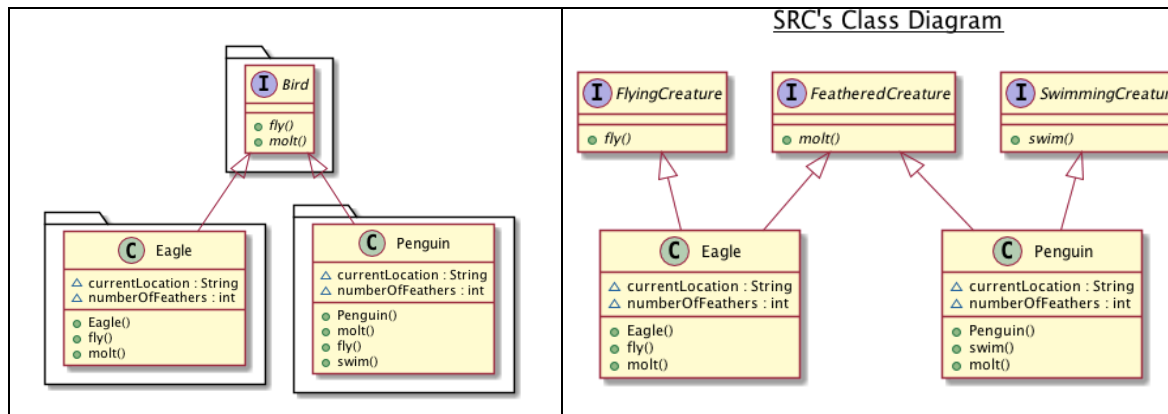 I Bird
fly()
molt()
C Eagle
currentLocation : String
numberOfFeathers : int
Eagle()
fly()
molt()
C Penguin
currentLocation : String
numberOfFeathers : int
Penguin()
molt()
fly()
swim()
SRC's Class Diagram
I FlyingCreature
fly()
I FeatheredCreature
molt()
I SwimmingCreatur
swim()
C Eagle
currentLocation : String
numberOfFeathers : int
Eagle()
fly()
molt()
C Penguin
currentLocation : String
numberOfFeathers : int
Penguin()
swim()
molt()